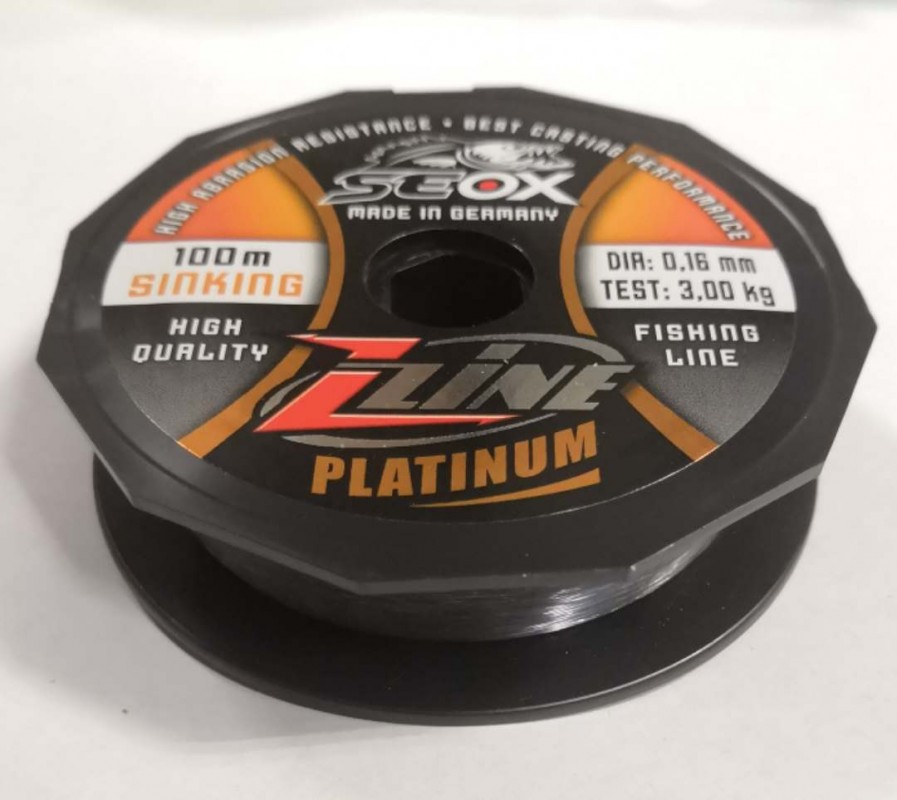 HIGH ABRASION RESISTANCE • BEST CASTING PERFORMANCE
SEOX
MADE IN GERMANY
100m
SINKING
HIGH
QUALITY
DIA: 0,16 mm
TEST: 3,00 kg
FISHING
LINE
ZLINE
PLATINUM